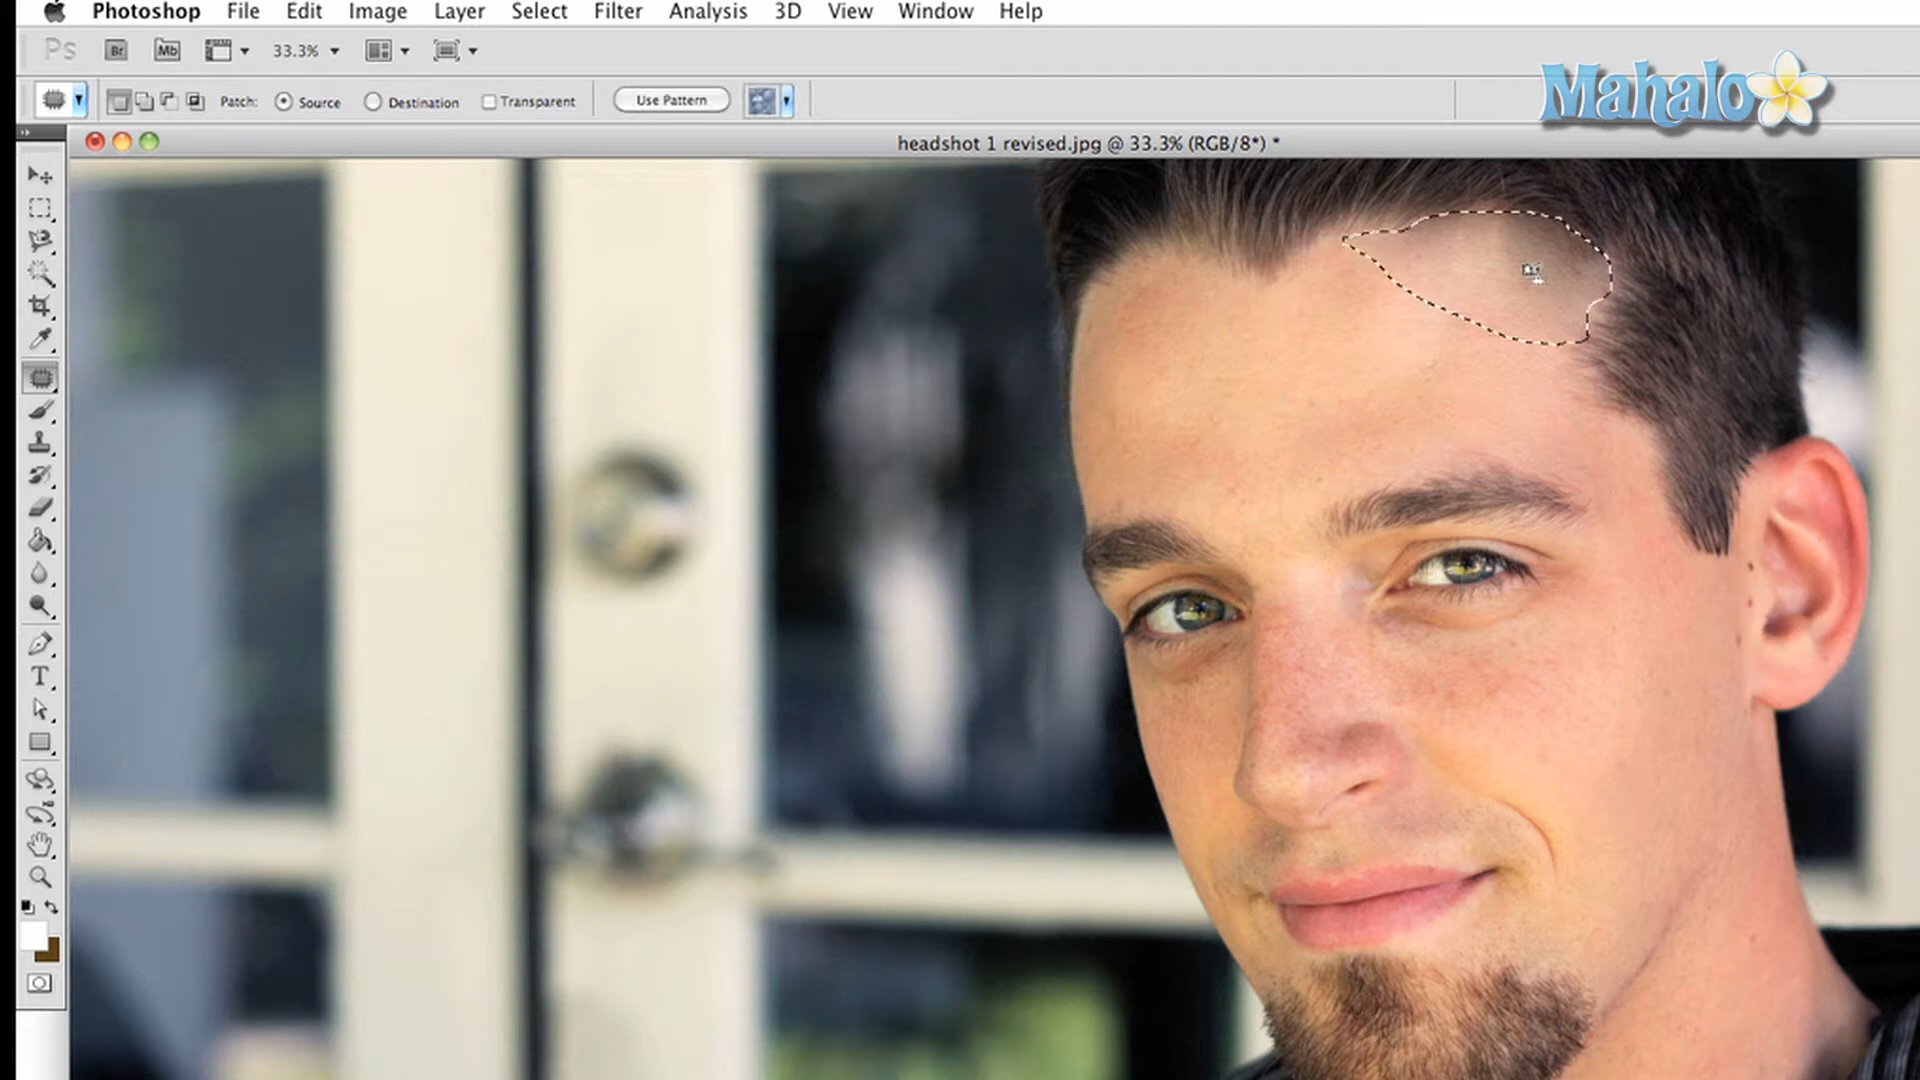 Photoshop File Edit Image Layer Select Filter Analysis 3D View Window Help
Ps Br Mb 33.3%
Patch: Source Destination Transparent Use Pattern
Mahalo
headshot 1 revised.jpg @ 33.3% (RGB/8*) *
T